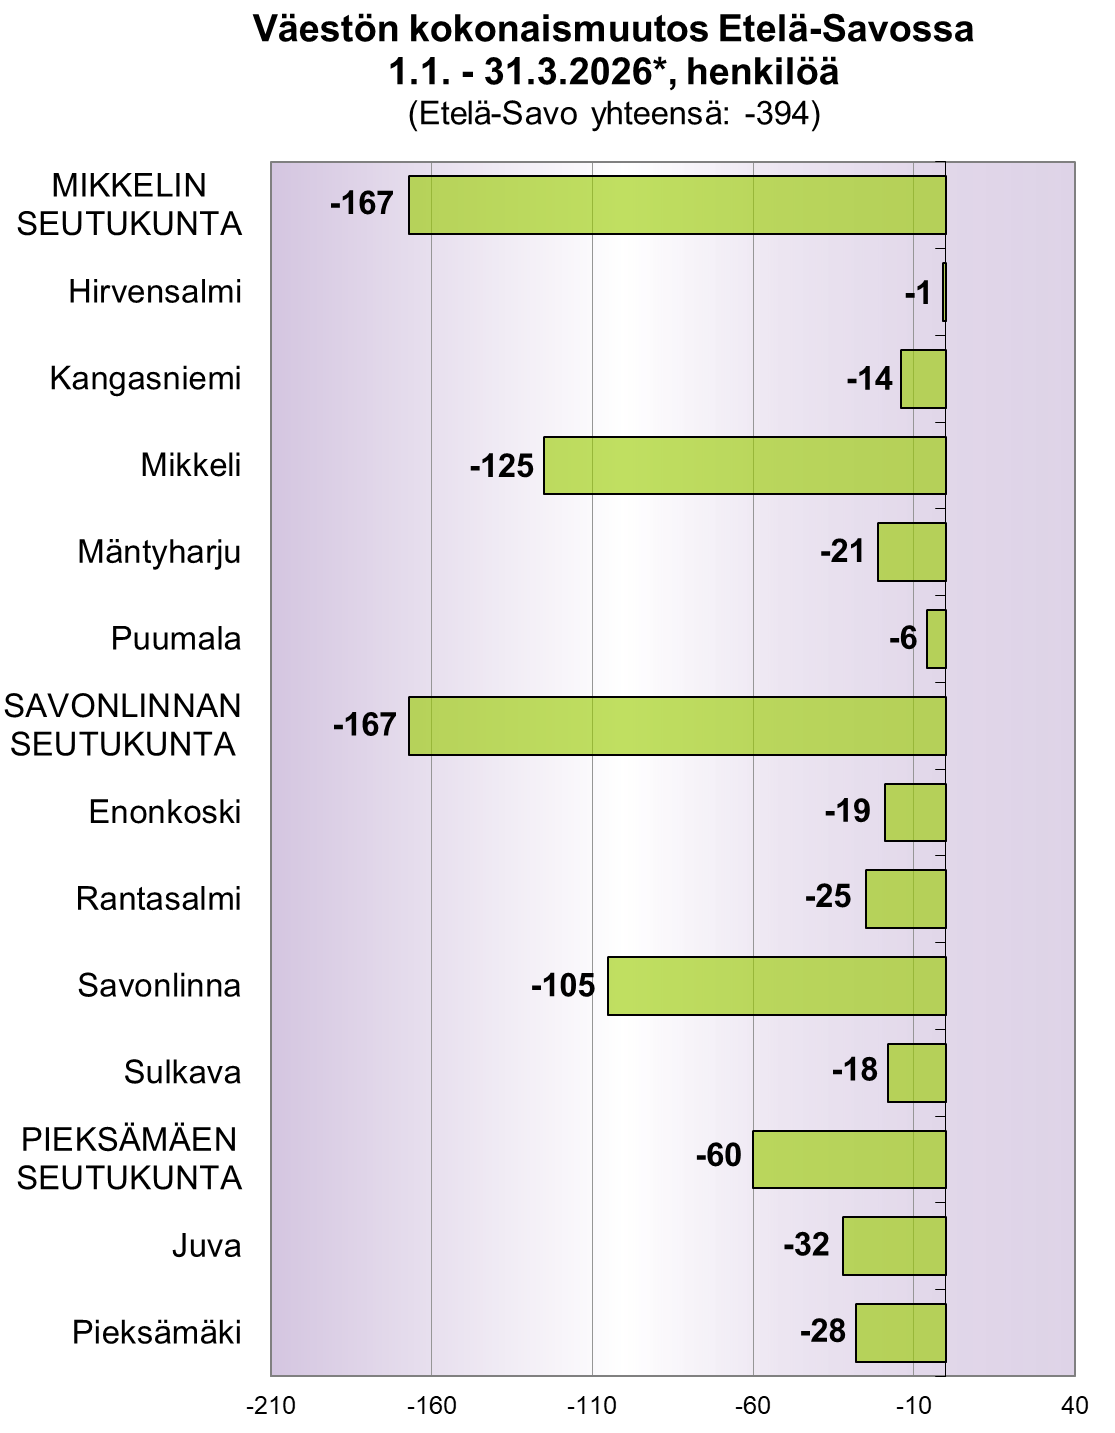 Väestön kokonaismuutos Etelä-Savossa
1.1. - 31.3.2026*, henkilöä
(Etelä-Savo yhteensä: -394)
MIKKELIN
SEUTUKUNTA
-167
Hirvensalmi
-1
Kangasniemi
-14
Mikkeli
-125
Mäntyharju
-21
Puumala
-6
SAVONLINNAN
SEUTUKUNTA
-167
Enonkoski
-19
Rantasalmi
-25
Savonlinna
-105
Sulkava
-18
PIEKSÄMÄEN
SEUTUKUNTA
-60
Juva
-32
Pieksämäki
-28
-210 -160 -110 -60 -10 40